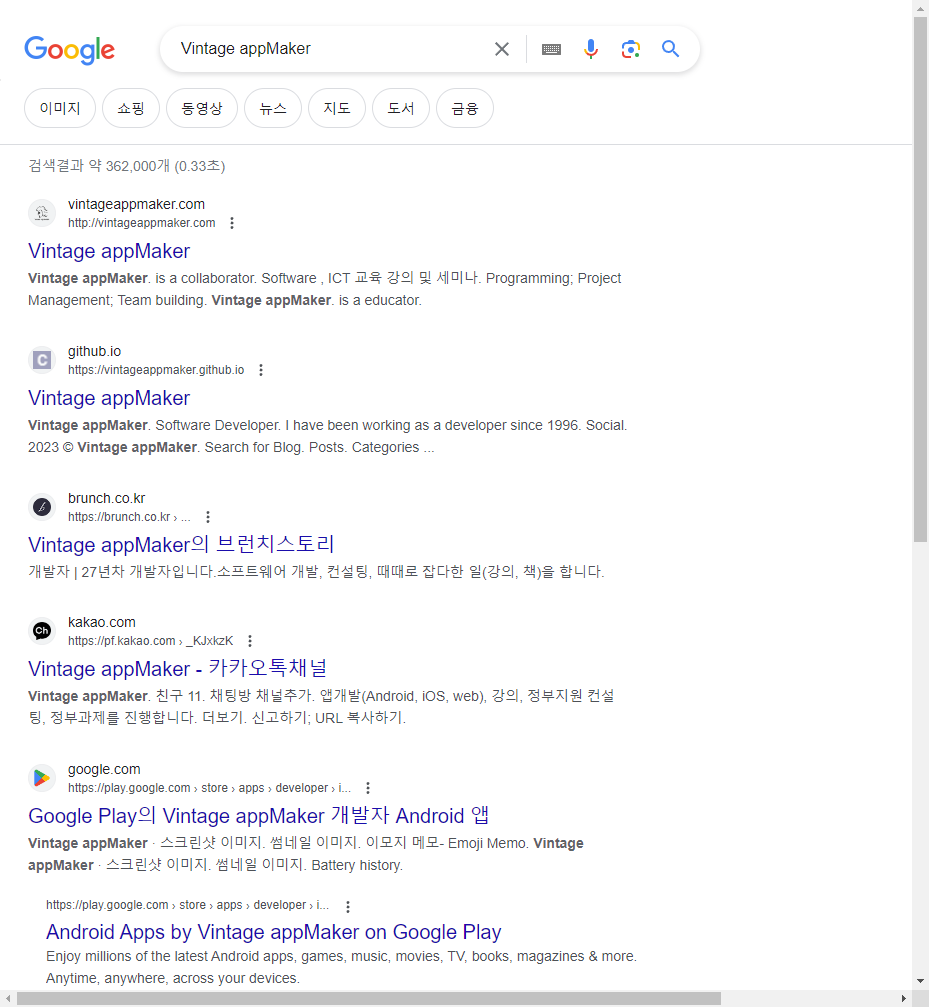 Google
Vintage appMaker
이미지
쇼핑
동영상
뉴스
지도
도서
금융
검색결과 약 362,000개 (0.33초)
vintageappmaker.com
http://vintageappmaker.com
Vintage appMaker
Vintage appMaker. is a collaborator. Software , ICT 교육 강의 및 세미나. Programming; Project
Management; Team building. Vintage appMaker. is a educator.
C
github.io
https://vintageappmaker.github.io
Vintage appMaker
Vintage appMaker. Software Developer. I have been working as a developer since 1996. Social.
2023 © Vintage appMaker. Search for Blog. Posts. Categories ...
b
brunch.co.kr
https://brunch.co.kr › ...
Vintage appMaker의 브런치스토리
개발자 | 27년차 개발자입니다.소프트웨어 개발, 컨설팅, 때때로 잡다한 일(강의, 책)을 합니다.
Ch
kakao.com
https://pf.kakao.com › _KJxkzK
Vintage appMaker - 카카오톡채널
Vintage appMaker. 친구 11. 채팅방 채널추가. 앱개발(Android, iOS, web), 강의, 정부지원 컨설
팅, 정부과제를 진행합니다. 더보기. 신고하기; URL 복사하기.
google.com
https://play.google.com › store › apps › developer › i...
Google Play의 Vintage appMaker 개발자 Android 앱
Vintage appMaker · 스크린샷 이미지. 썸네일 이미지. 이모지 메모- Emoji Memo. Vintage
appMaker · 스크린샷 이미지. 썸네일 이미지. Battery history.
https://play.google.com › store › apps › developer › i...
Android Apps by Vintage appMaker on Google Play
Enjoy millions of the latest Android apps, games, music, movies, TV, books, magazines & more.
Anytime, anywhere, across your devices.